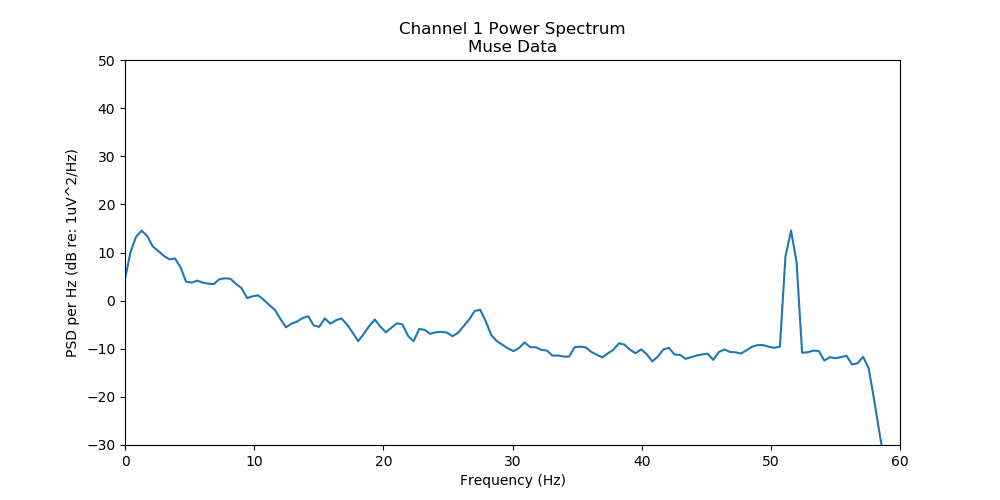 Channel 1 Power Spectrum
Muse Data
50
40
30
20
10
0
−10
−20
−30
PSD per Hz (dB re: 1uV^2/Hz)
0 10 20 30 40 50 60
Frequency (Hz)